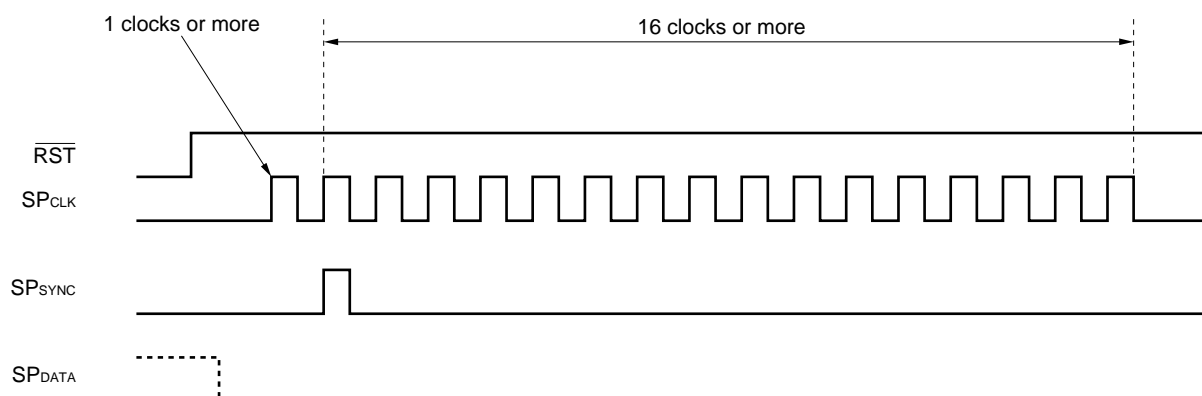 1 clocks or more
16 clocks or more
RST
SPCLK
SPSYNC
SPDATA